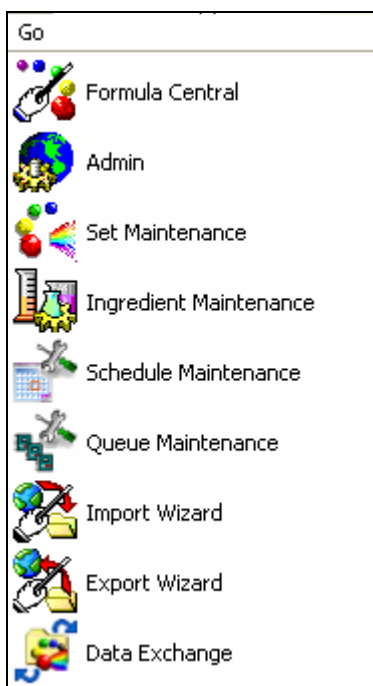 Go
Formula Central
Admin
Set Maintenance
Ingredient Maintenance
Schedule Maintenance
Queue Maintenance
Import Wizard
Export Wizard
Data Exchange